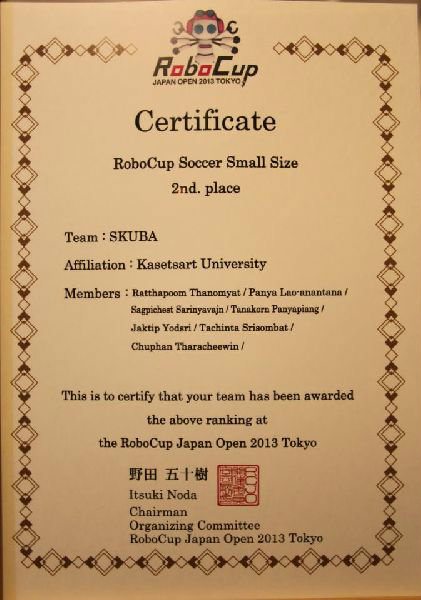 RoboCup
JAPAN OPEN 2013 TOKYO
Certificate
RoboCup Soccer Small Size
2nd. place
Team : SKUBA
Affiliation : Kasetsart University
Members : Ratthapoom Thanomyat / Panya Lao-anantana /
Sagpichest Sarinyavajn / Tanakorn Panyapiang /
Jaktip Yodsri / Tachinta Srisombat /
Chuphan Tharacheewin /
This is to certify that your team has been awarded
the above ranking at
the RoboCup Japan Open 2013 Tokyo
野田 五十樹
Itsuki Noda
Chairman
Organizing Committee
RoboCup Japan Open 2013 Tokyo